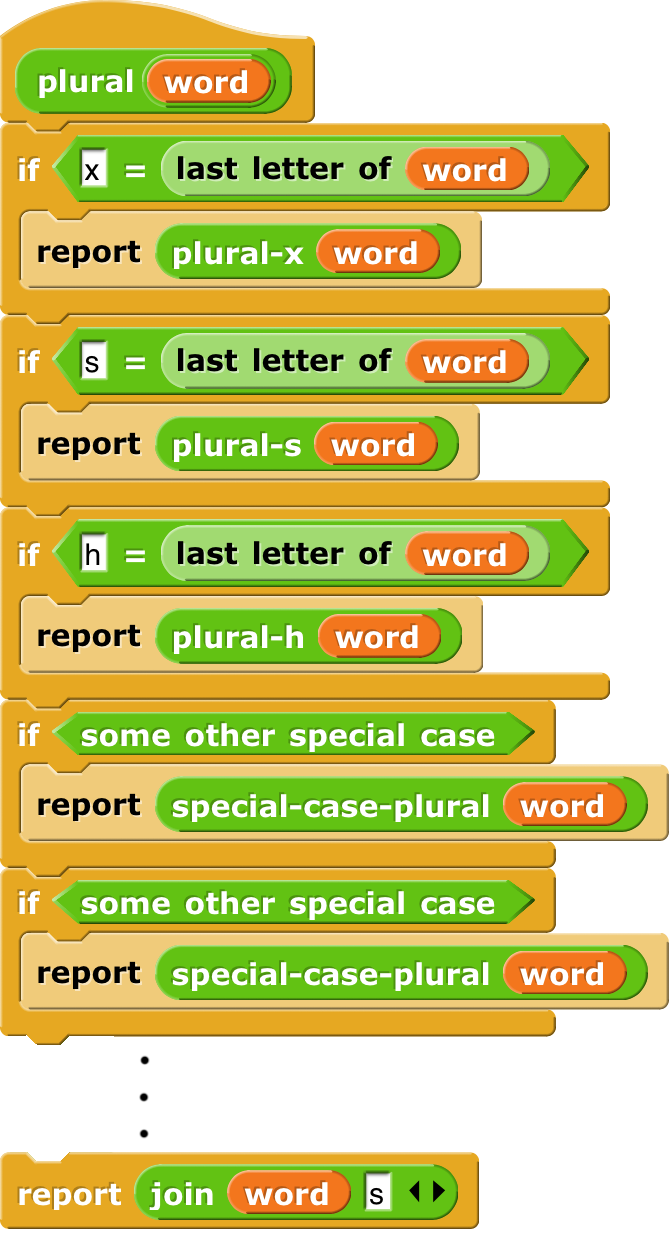 plural word
if x = last letter of word
report plural-x word
if s = last letter of word
report plural-s word
if h = last letter of word
report plural-h word
if some other special case
report special-case-plural word
if some other special case
report special-case-plural word
report join word s